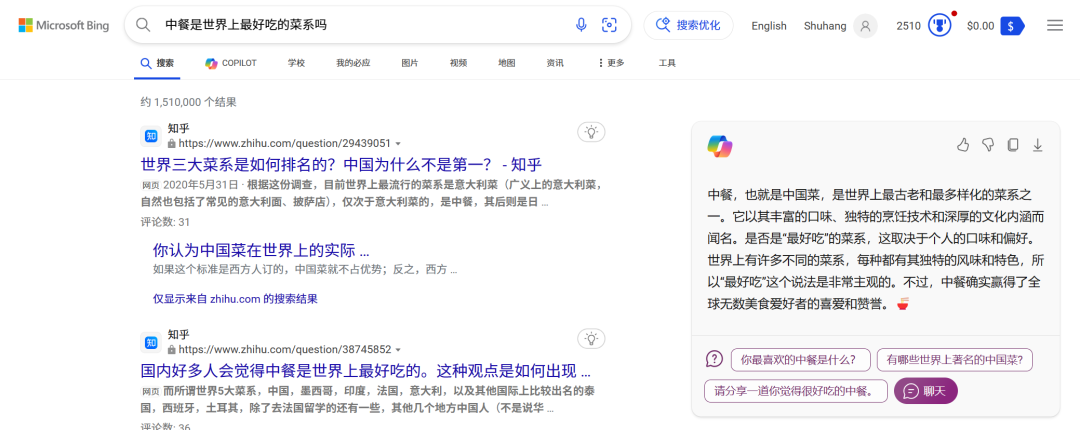 Microsoft Bing
中餐是世界上最好吃的菜系吗
搜索优化
English
Shuhang
2510
$0.00
$
搜索
COPILOT
学校
我的必应
图片
视频
地图
资讯
更多
工具
约 1,510,000 个结果
知
知乎
https://www.zhihu.com/question/29439051
世界三大菜系是如何排名的？中国为什么不是第一？ - 知乎
网页 2020年5月31日 · 根据这份调查，目前世界上最流行的菜系是意大利菜（广义上的意大利菜，
自然也包括了常见的意大利面、披萨店），仅次于意大利菜的，是中餐，其后则是日 ...
评论数: 31
你认为中国菜在世界上的实际 ...
如果这个标准是西方人订的，中国菜就不占优势；反之，西方 ...
仅显示来自 zhihu.com 的搜索结果
知
知乎
https://www.zhihu.com/question/38745852
国内好多人会觉得中餐是世界上最好吃的。这种观点是如何出现 ...
网页 而所谓世界5大菜系，中国，墨西哥，印度，法国，意大利，以及其他国际上比较出名的泰
国，西班牙，土耳其，除了去法国留学的还有一些，其他几个地方中国人（不是说华 ...
评论数: 36
中餐，也就是中国菜，是世界上最古老和最多样化的菜系之
一。它以其丰富的口味、独特的烹饪技术和深厚的文化内涵而
闻名。是否是“最好吃”的菜系，这取决于个人的口味和偏好。
世界上有许多不同的菜系，每种都有其独特的风味和特色，所
以“最好吃”这个说法是非常主观的。不过，中餐确实赢得了全
球无数美食爱好者的喜爱和赞誉。
你最喜欢的中餐是什么？
有哪些世界上著名的中国菜？
请分享一道你觉得很好吃的中餐。
聊天